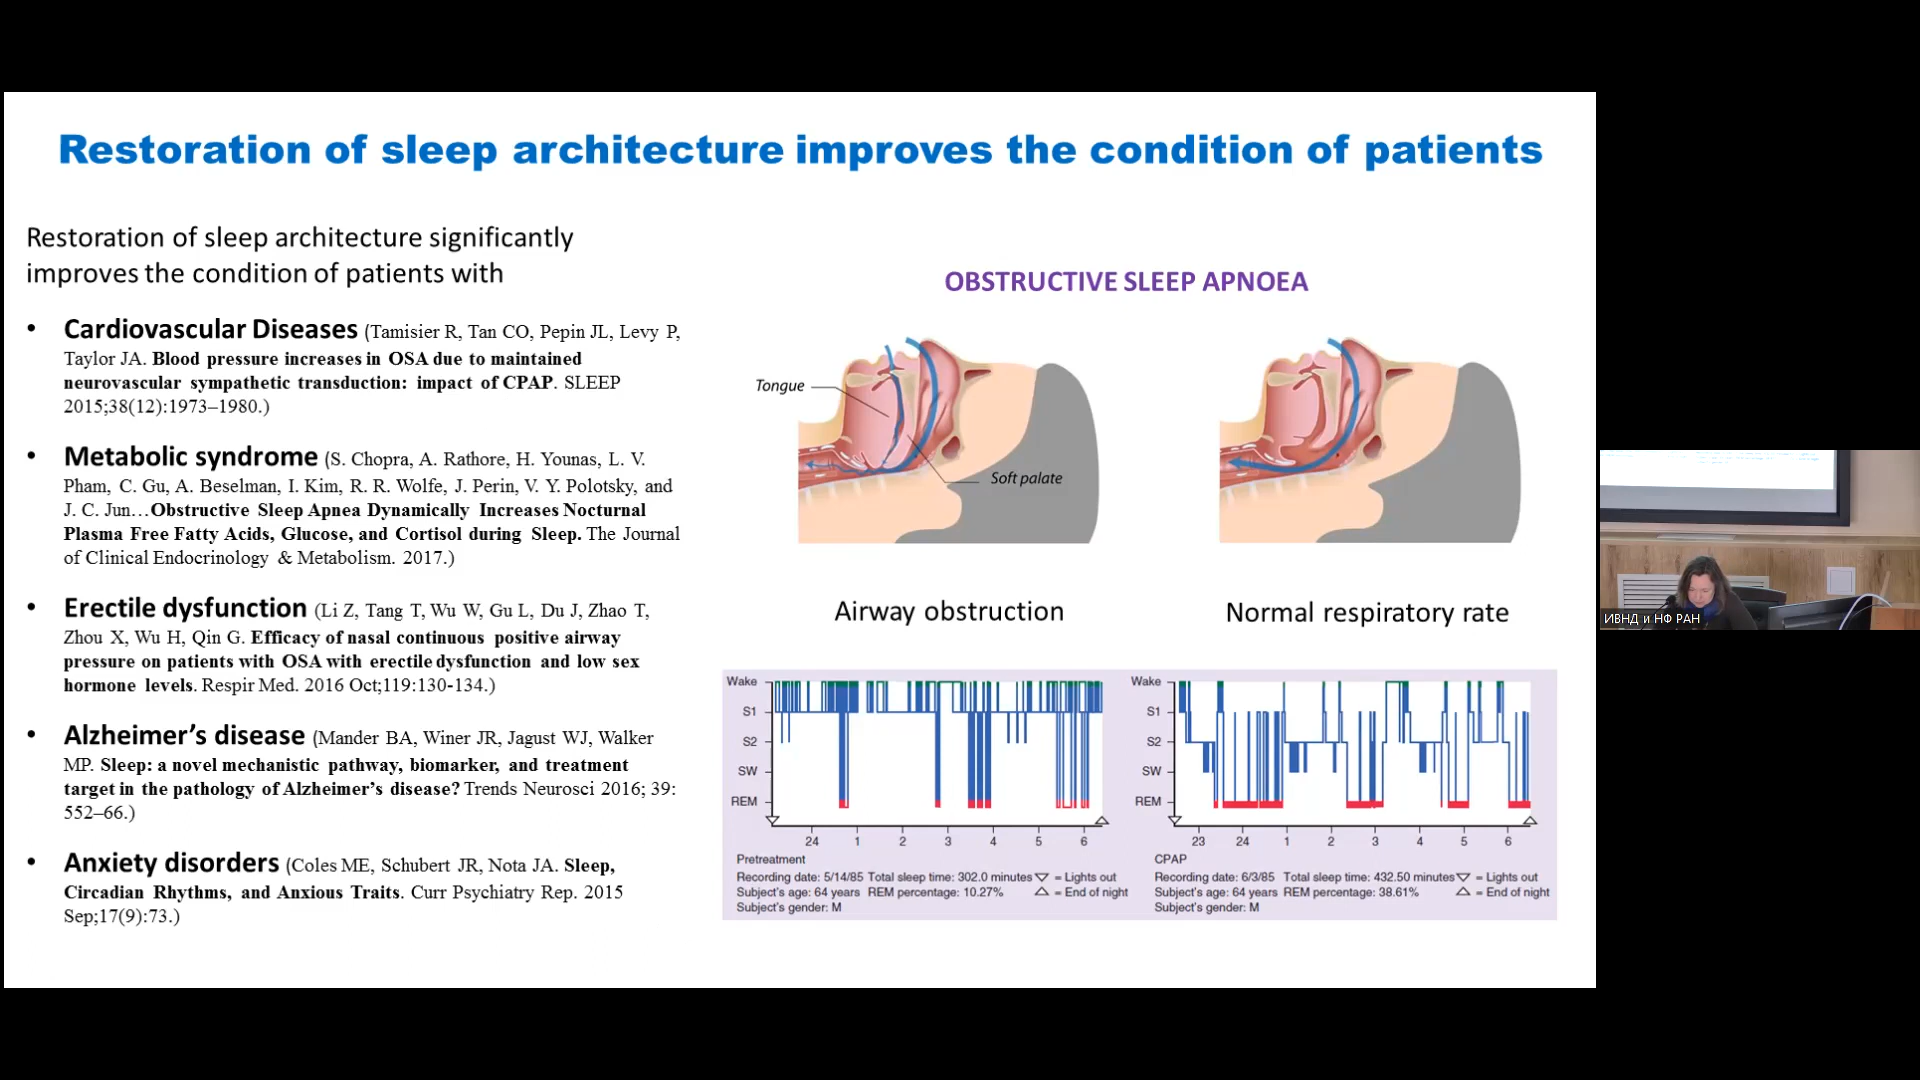 Restoration of sleep architecture improves the condition of patients
Restoration of sleep architecture significantly
improves the condition of patients with
• Cardiovascular Diseases (Tamisier R, Tan CO, Pepin JL, Levy P,
Taylor JA. Blood pressure increases in OSA due to maintained
neurovascular sympathetic transduction: impact of CPAP. SLEEP
2015;38(12):1973–1980.)
• Metabolic syndrome (S. Chopra, A. Rathore, H. Younas, L. V.
Pham, C. Gu, A. Beselman, I. Kim, R. R. Wolfe, J. Perin, V. Y. Polotsky, and
J. C. Jun…Obstructive Sleep Apnea Dynamically Increases Nocturnal
Plasma Free Fatty Acids, Glucose, and Cortisol during Sleep. The Journal
of Clinical Endocrinology & Metabolism. 2017.)
• Erectile dysfunction (Li Z, Tang T, Wu W, Gu L, Du J, Zhao T,
Zhou X, Wu H, Qin G. Efficacy of nasal continuous positive airway
pressure on patients with OSA with erectile dysfunction and low sex
hormone levels. Respir Med. 2016 Oct;119:130-134.)
• Alzheimer’s disease (Mander BA, Winer JR, Jagust WJ, Walker
MP. Sleep: a novel mechanistic pathway, biomarker, and treatment
target in the pathology of Alzheimer’s disease? Trends Neurosci 2016; 39:
552–66.)
• Anxiety disorders (Coles ME, Schubert JR, Nota JA. Sleep,
Circadian Rhythms, and Anxious Traits. Curr Psychiatry Rep. 2015
Sep;17(9):73.)
OBSTRUCTIVE SLEEP APNOEA
Tongue
Soft palate
Airway obstruction
Normal respiratory rate
Wake
S1
S2
SW
REM
24 1 2 3 4 5 6
Pretreatment
Recording date: 5/14/85 Total sleep time: 302.0 minutes ▽ = Lights out
Subject's age: 64 years REM percentage: 10.27% △ = End of night
Subject's gender: M
Wake
S1
S2
SW
REM
23 24 1 2 3 4 5 6
CPAP
Recording date: 6/3/85 Total sleep time: 432.50 minutes ▽ = Lights out
Subject's age: 64 years REM percentage: 38.61% △ = End of night
Subject's gender: M
ИВНД и НФ РАН